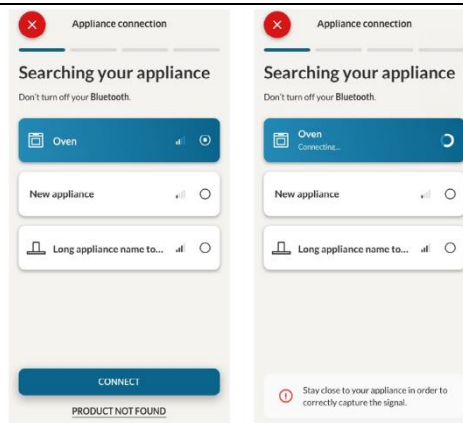 Appliance connection
Searching your appliance
Don't turn off your Bluetooth.
Oven
New appliance
Long appliance name to...
CONNECT
PRODUCT NOT FOUND
Appliance connection
Searching your appliance
Don't turn off your Bluetooth.
Oven
Connecting...
New appliance
Long appliance name to...
Stay close to your appliance in order to
correctly capture the signal.